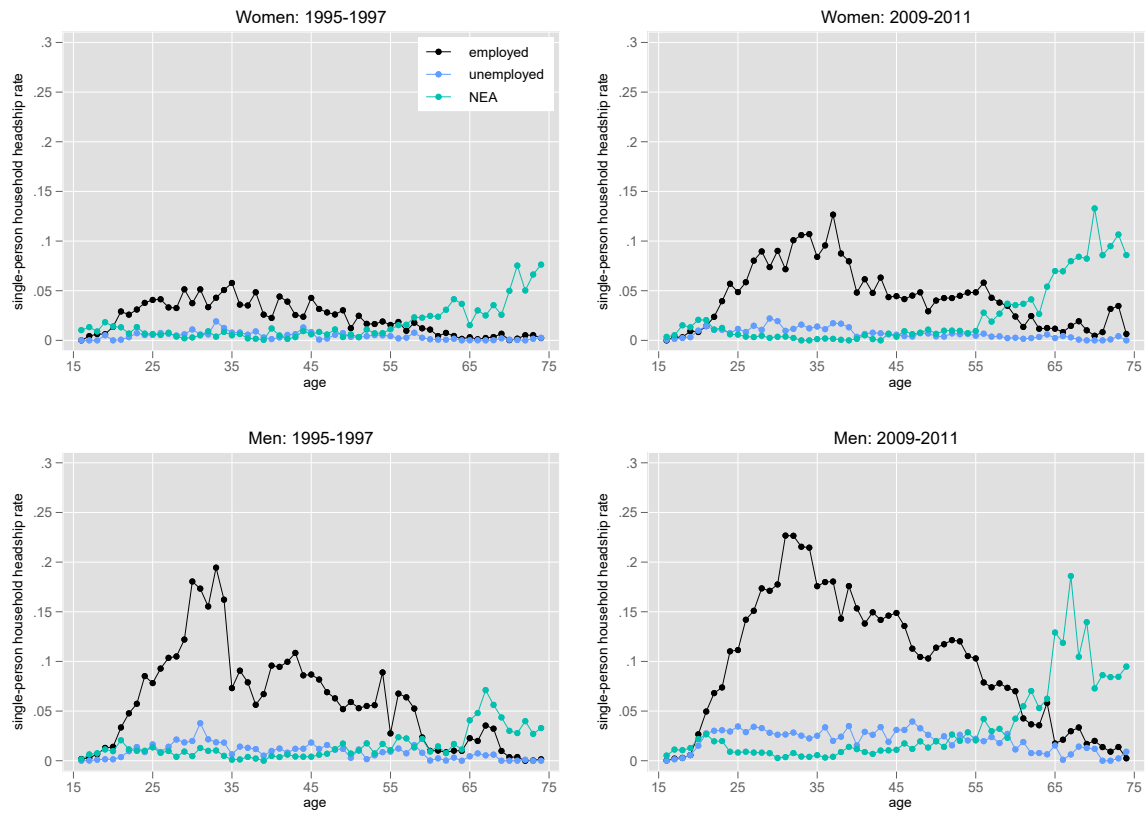 Women: 1995-1997
single-person household headship rate
.3
.25
.2
.15
.1
.05
0
employed
unemployed
NEA
15 25 35 45 55 65 75
age
Women: 2009-2011
single-person household headship rate
.3
.25
.2
.15
.1
.05
0
15 25 35 45 55 65 75
age
Men: 1995-1997
single-person household headship rate
.3
.25
.2
.15
.1
.05
0
15 25 35 45 55 65 75
age
Men: 2009-2011
single-person household headship rate
.3
.25
.2
.15
.1
.05
0
15 25 35 45 55 65 75
age